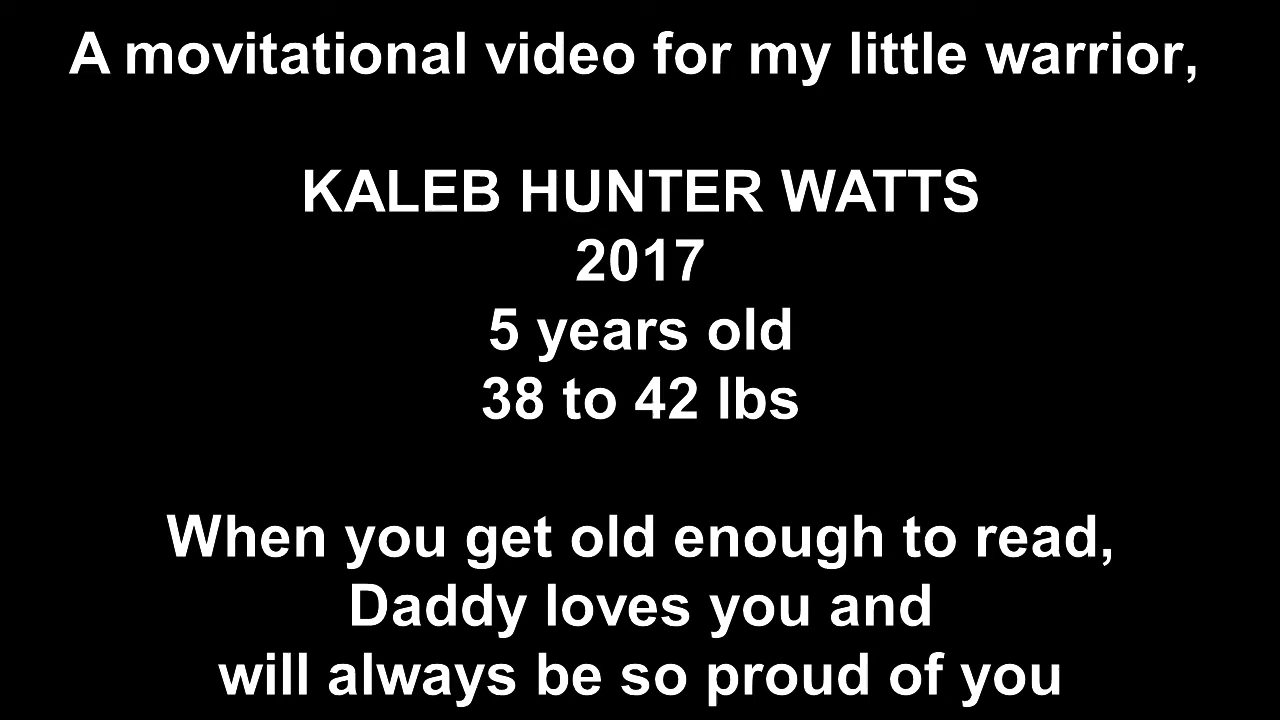 A movitational video for my little warrior,
KALEB HUNTER WATTS
2017
5 years old
38 to 42 lbs
When you get old enough to read,
Daddy loves you and
will always be so proud of you